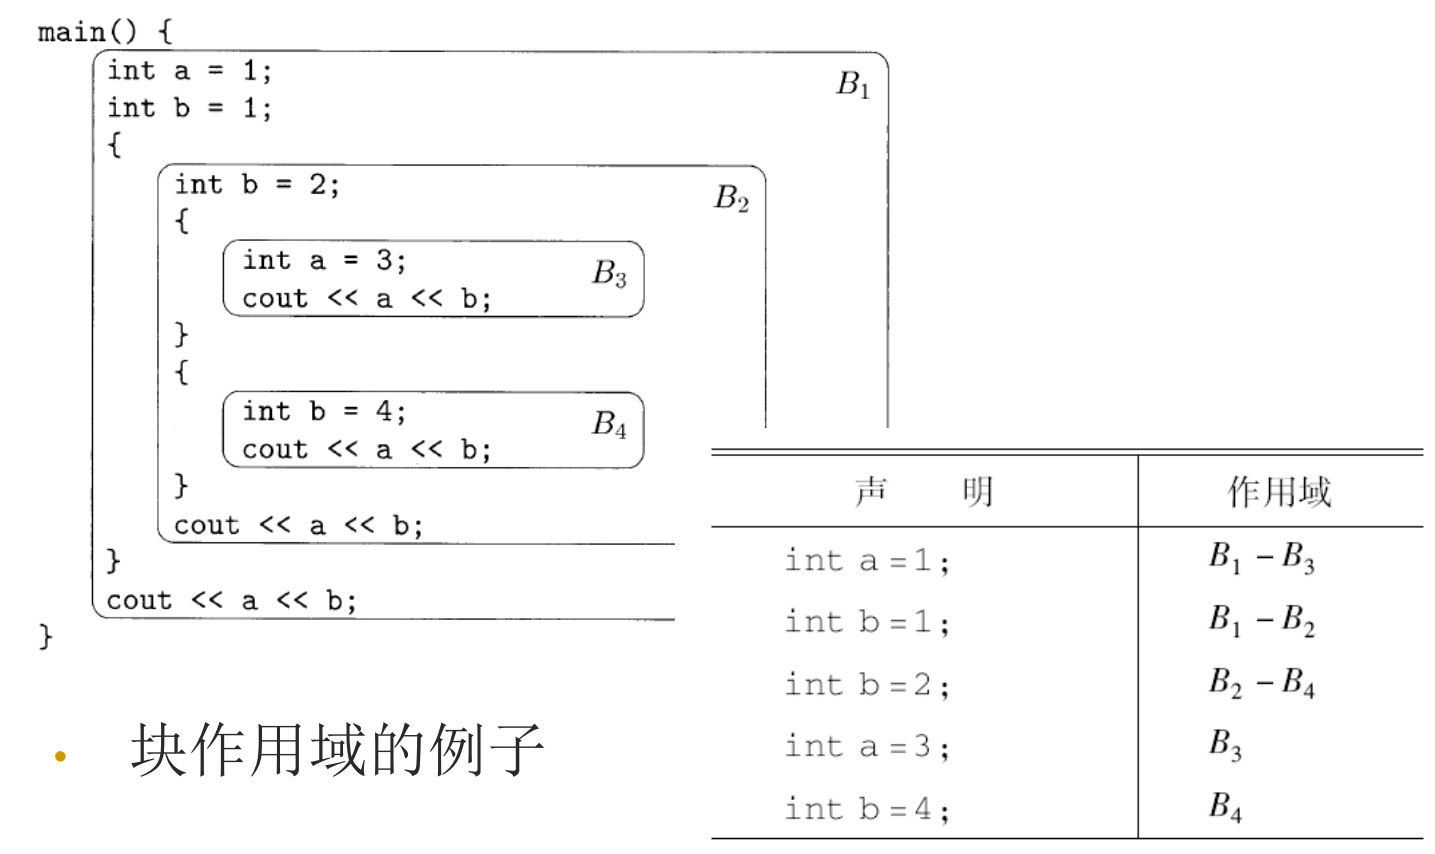 main() {
int a = 1;
B₁
int b = 1;
{
int b = 2;
B₂
{
int a = 3;
B₃
cout << a << b;
}
{
int b = 4;
B₄
cout << a << b;
}
cout << a << b;
}
cout << a << b;
}
声 明 作用域
int a = 1; B₁ – B₃
int b = 1; B₁ – B₂
int b = 2; B₂ – B₄
int a = 3; B₃
int b = 4; B₄
• 块作用域的例子